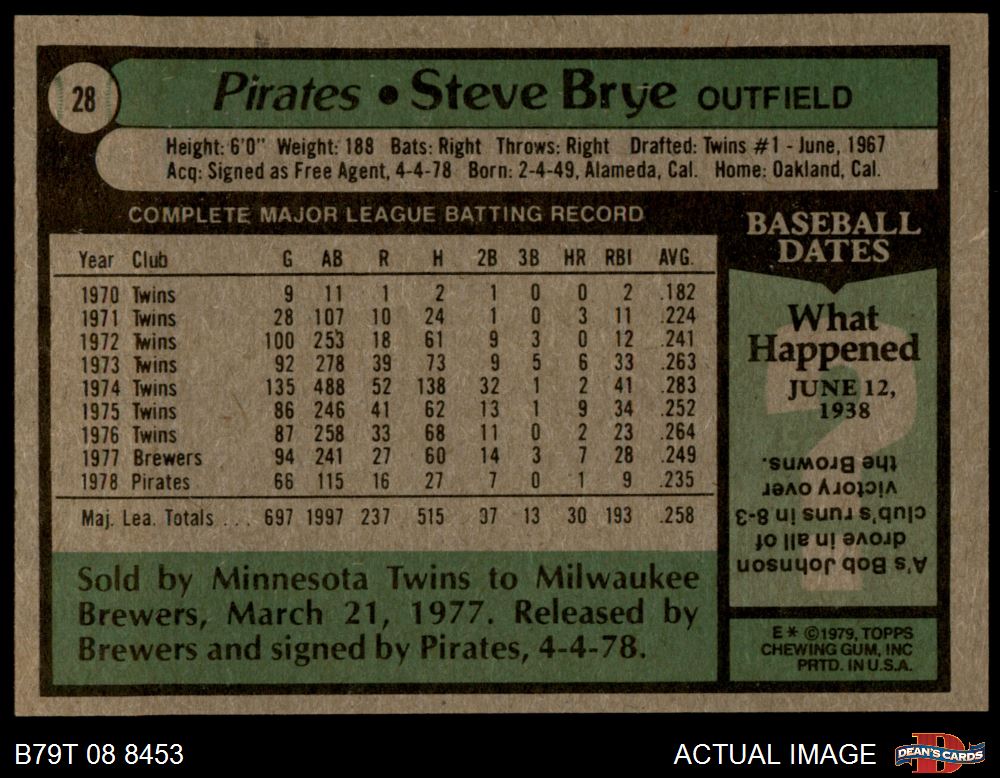 28
Pirates • Steve Brye OUTFIELD
Height: 6'0" Weight: 188 Bats: Right Throws: Right Drafted: Twins #1 - June, 1967
Acq: Signed as Free Agent, 4-4-78 Born: 2-4-49, Alameda, Cal. Home: Oakland, Cal.
COMPLETE MAJOR LEAGUE BATTING RECORD
Year Club G AB R H 2B 3B HR RBI AVG.
1970 Twins 9 11 1 2 1 0 0 2 .182
1971 Twins 28 107 10 24 1 0 3 11 .224
1972 Twins 100 253 18 61 9 3 0 12 .241
1973 Twins 92 278 39 73 9 5 6 33 .263
1974 Twins 135 488 52 138 32 1 2 41 .283
1975 Twins 86 246 41 62 13 1 9 34 .252
1976 Twins 87 258 33 68 11 0 2 23 .264
1977 Brewers 94 241 27 60 14 3 7 28 .249
1978 Pirates 66 115 16 27 7 0 1 9 .235
Maj. Lea. Totals ... 697 1997 237 515 97 13 30 193 .258
Sold by Minnesota Twins to Milwaukee
Brewers, March 21, 1977. Released by
Brewers and signed by Pirates, 4-4-78.
BASEBALL
DATES
What
Happened
JUNE 12,
1938
A's Bob Johnson
drove in all of
club's runs in 8-3
victory over
the Browns.
E* ©1979, TOPPS
CHEWING GUM, INC
PRTD. IN U.S.A.
B79T 08 8453
ACTUAL IMAGE
DEAN'S CARDS